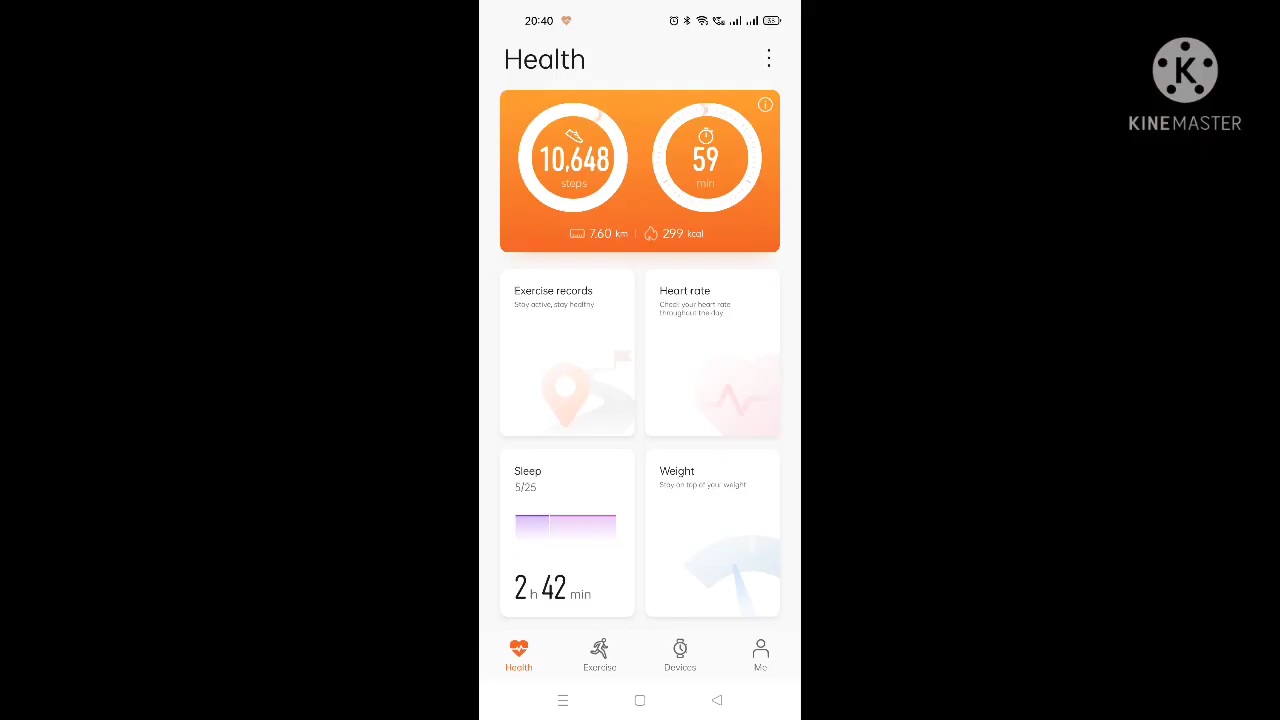 20:40
36
Health
10,648
steps
59
min
7.60 km
299 kcal
Exercise records
Stay active, stay healthy
Heart rate
Check your heart rate
throughout the day
Sleep
5/25
2 h 42 min
Weight
Stay on top of your weight
Health
Exercise
Devices
Me
K
KINEMASTER